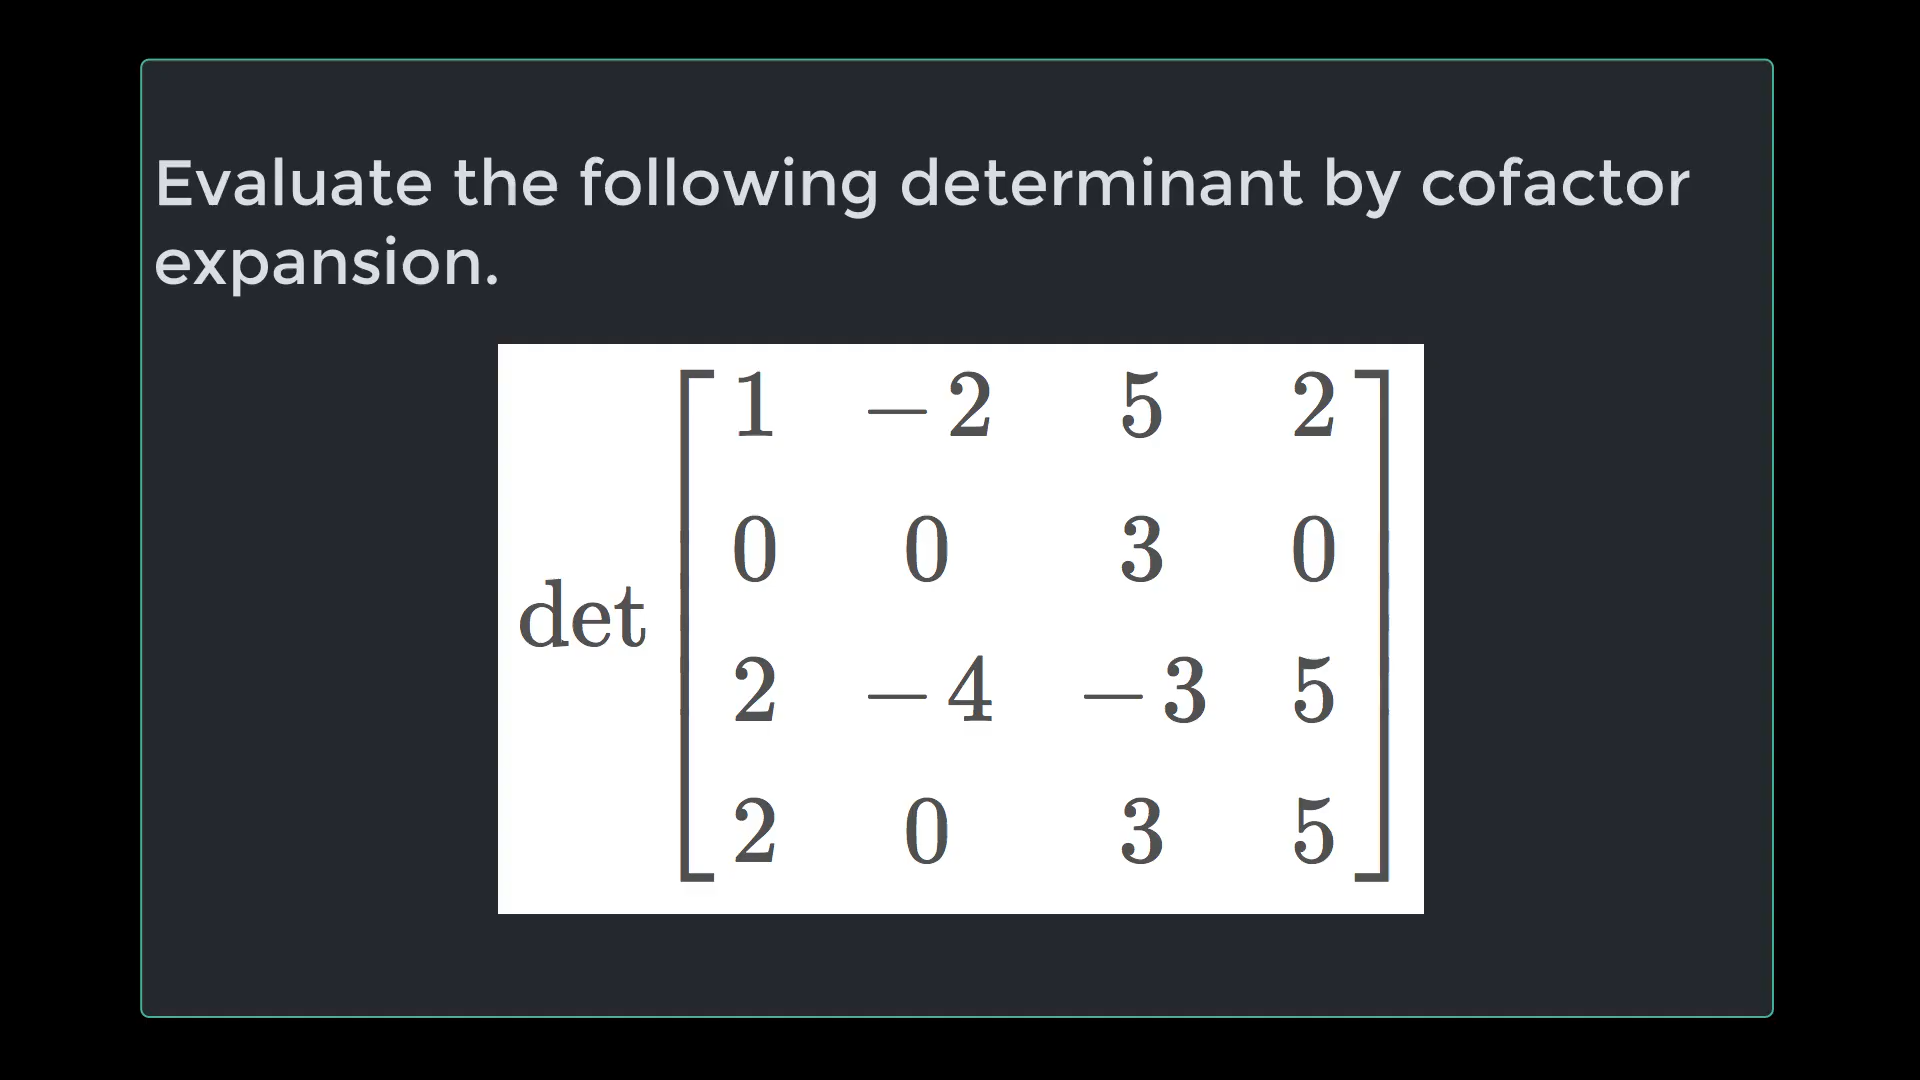 Evaluate the following determinant by cofactor
expansion.
1 −2 5 2
0 0 3 0
det
2 −4 −3 5
2 0 3 5